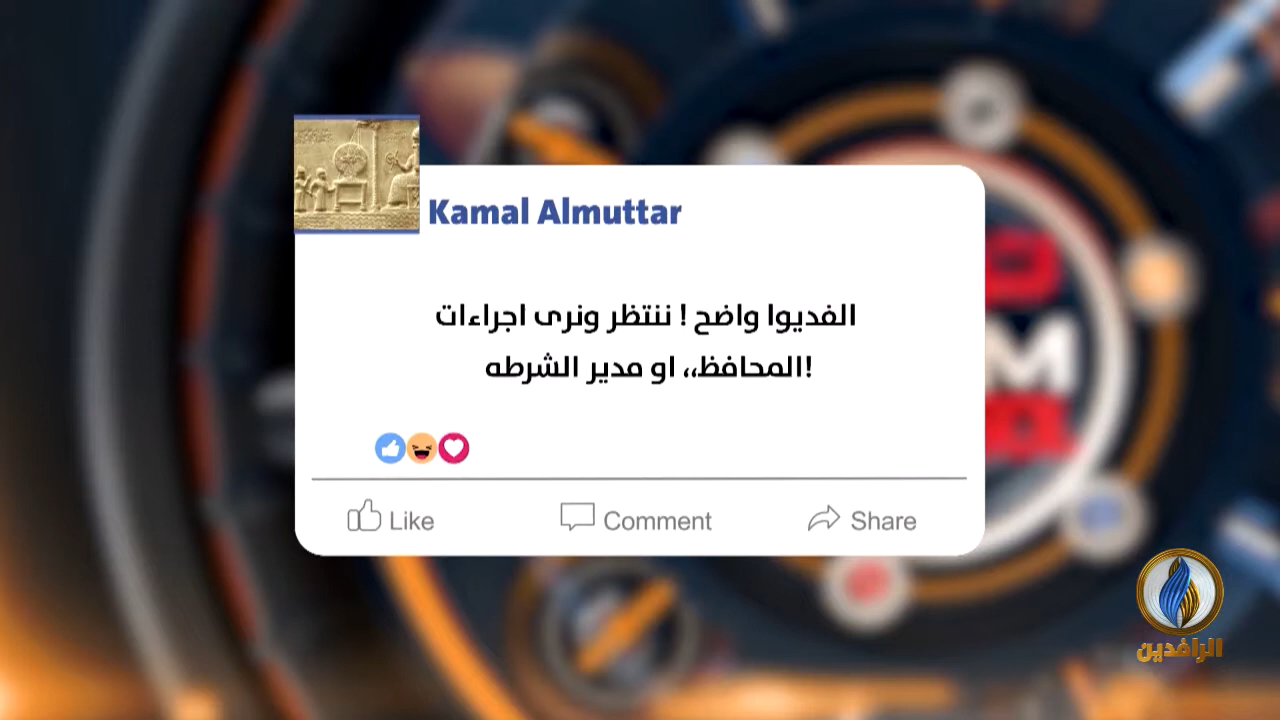 Kamal Almuttar
الفديوا واضح ! ننتظر ونرى اجراءات
المحافظ،، او مدير الشرطه!
Like
Comment
Share
الرافدين